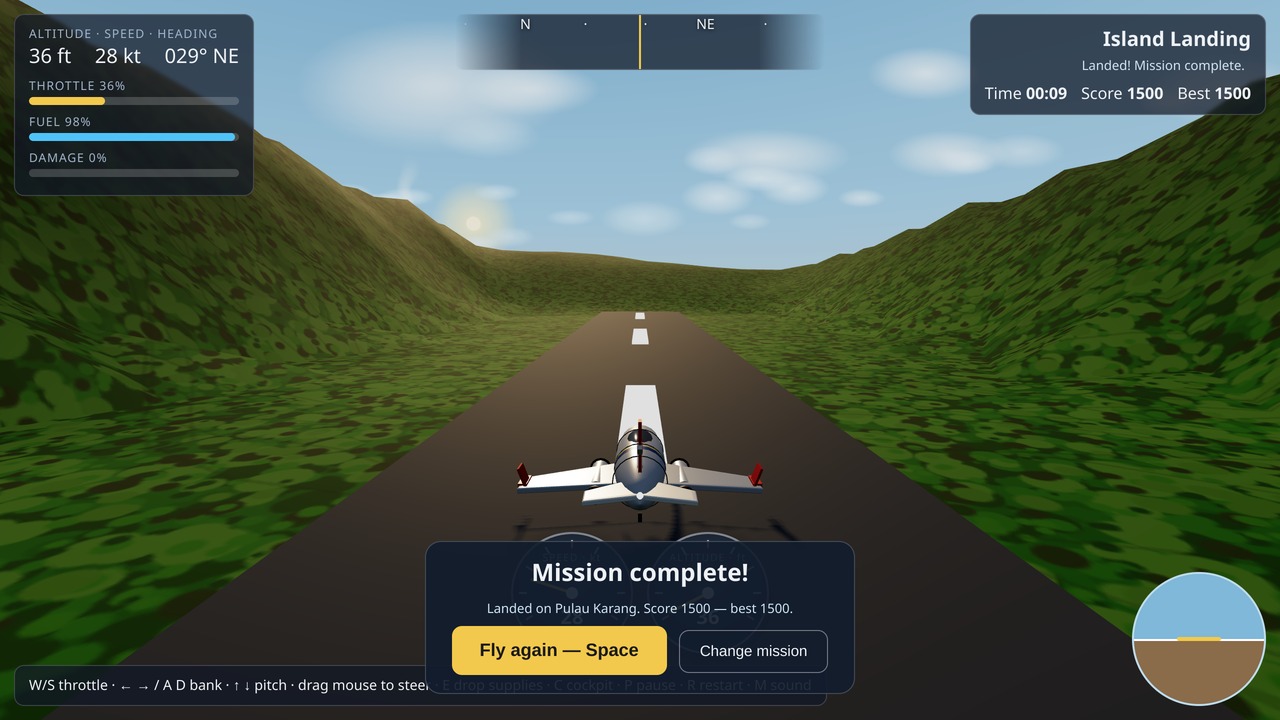 ALTITUDE · SPEED · HEADING
36 ft 28 kt 029° NE
THROTTLE 36%
FUEL 98%
DAMAGE 0%
· N · · NE ·
Island Landing
Landed! Mission complete.
Time 00:09 Score 1500 Best 1500
Mission complete!
Landed on Pulau Karang. Score 1500 — best 1500.
28 36
Fly again — Space
Change mission
W/S throttle · ← → / A D bank · ↑ ↓ pitch · drag mouse to steer · E drop supplies · C cockpit · P pause · R restart · M sound